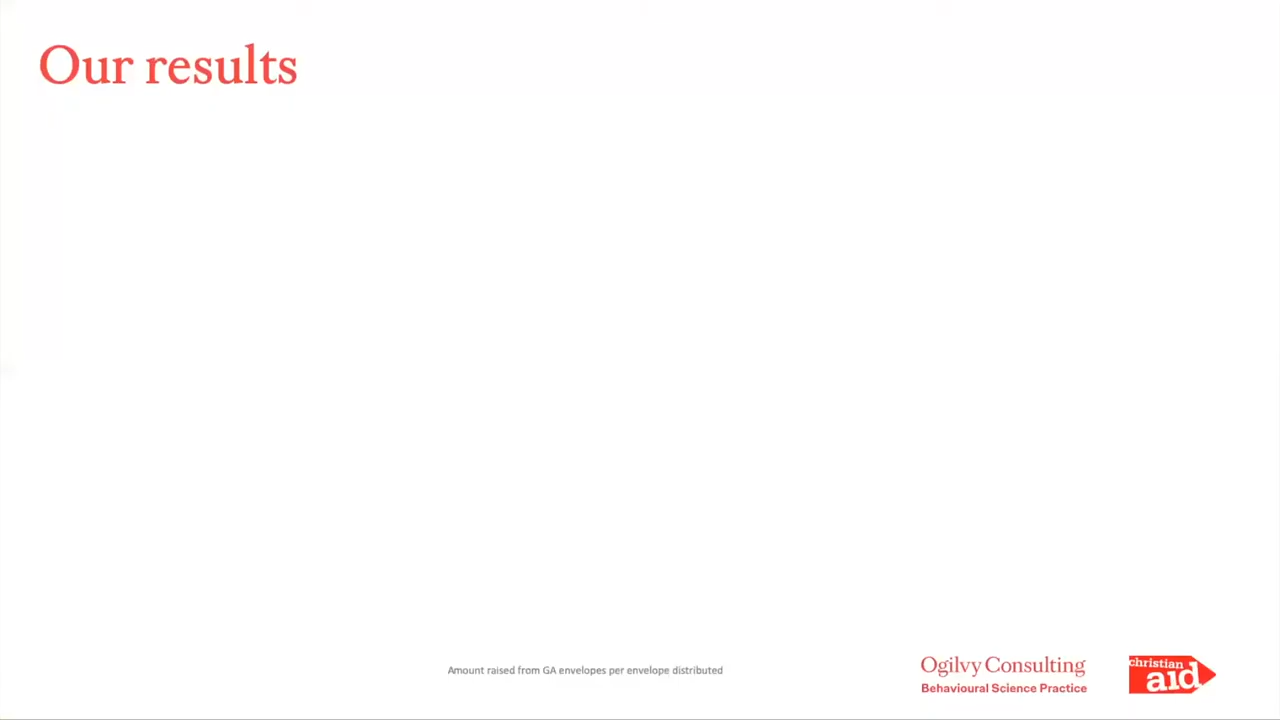 Our results
Amount raised from GA envelopes per envelope distributed
Ogilvy Consulting
Behavioural Science Practice
christian
aid